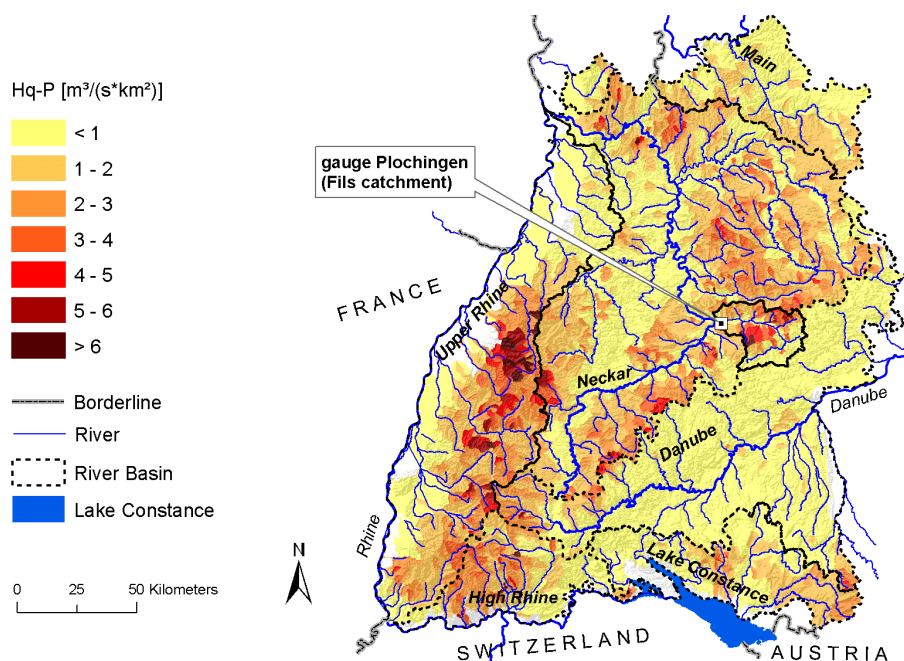 Hq-P [m³/(s*km²)]
< 1
1 - 2
2 - 3
3 - 4
4 - 5
5 - 6
> 6
Borderline
River
River Basin
Lake Constance
0 25 50 Kilometers
N
gauge Plochingen
(Fils catchment)
Main
FRANCE
Upper Rhine
Neckar
Danube
Danube
Rhine
High Rhine
Lake Constance
SWITZERLAND
AUSTRIA